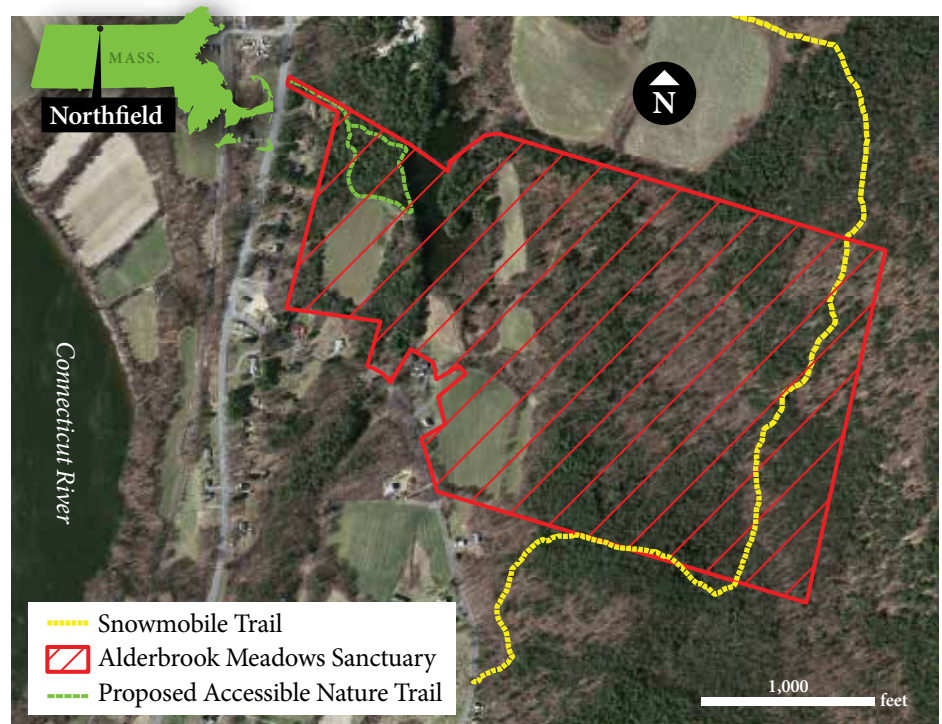 MASS.
Northfield
N
Connecticut River
Snowmobile Trail
Alderbrook Meadows Sanctuary
Proposed Accessible Nature Trail
1,000
feet